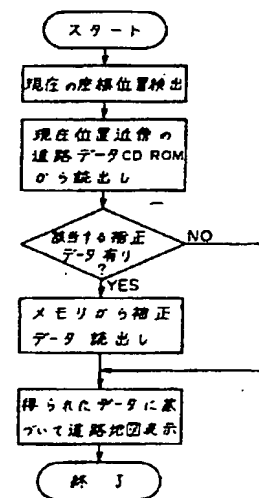 スタート
現在の座標位置検出
現在位置近傍の
道路データCD ROM
から読出し
該当する補正
データ有り
?
NO
YES
メモリから補正
データ読出し
得られたデータに基
づいて道路地図表示
終了